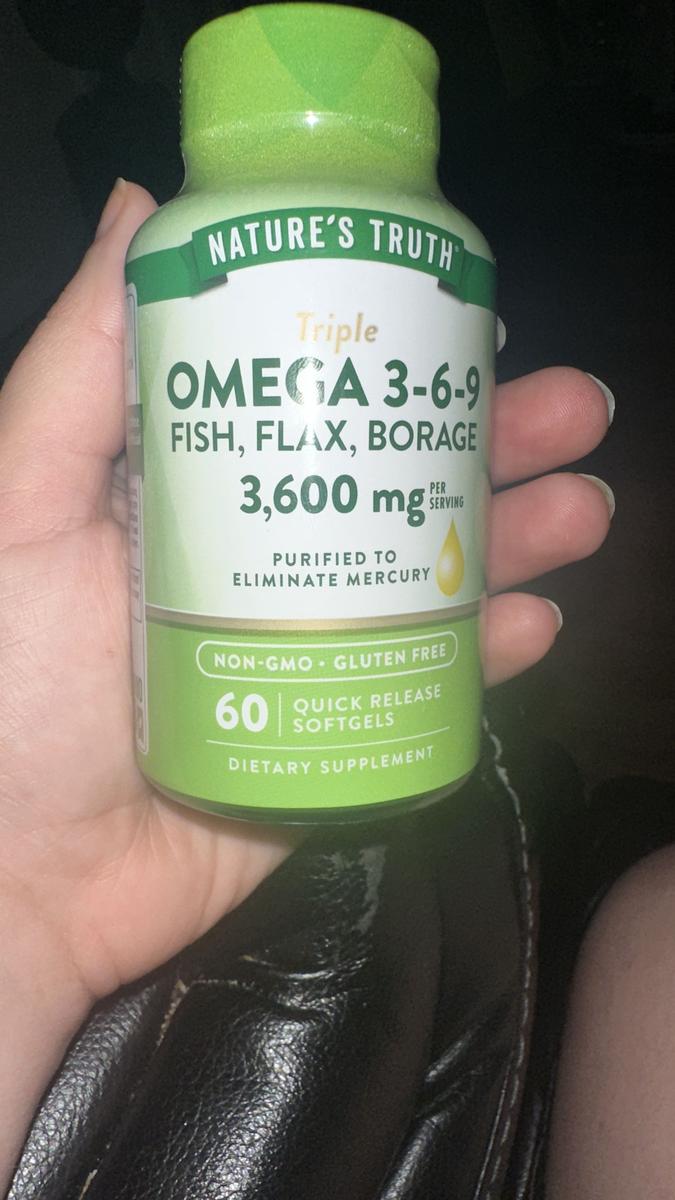 NATURE'S TRUTH®
Triple
OMEGA 3-6-9
FISH, FLAX, BORAGE
3,600 mg PER SERVING
PURIFIED TO
ELIMINATE MERCURY
NON-GMO • GLUTEN FREE
60 QUICK RELEASE
SOFTGELS
DIETARY SUPPLEMENT